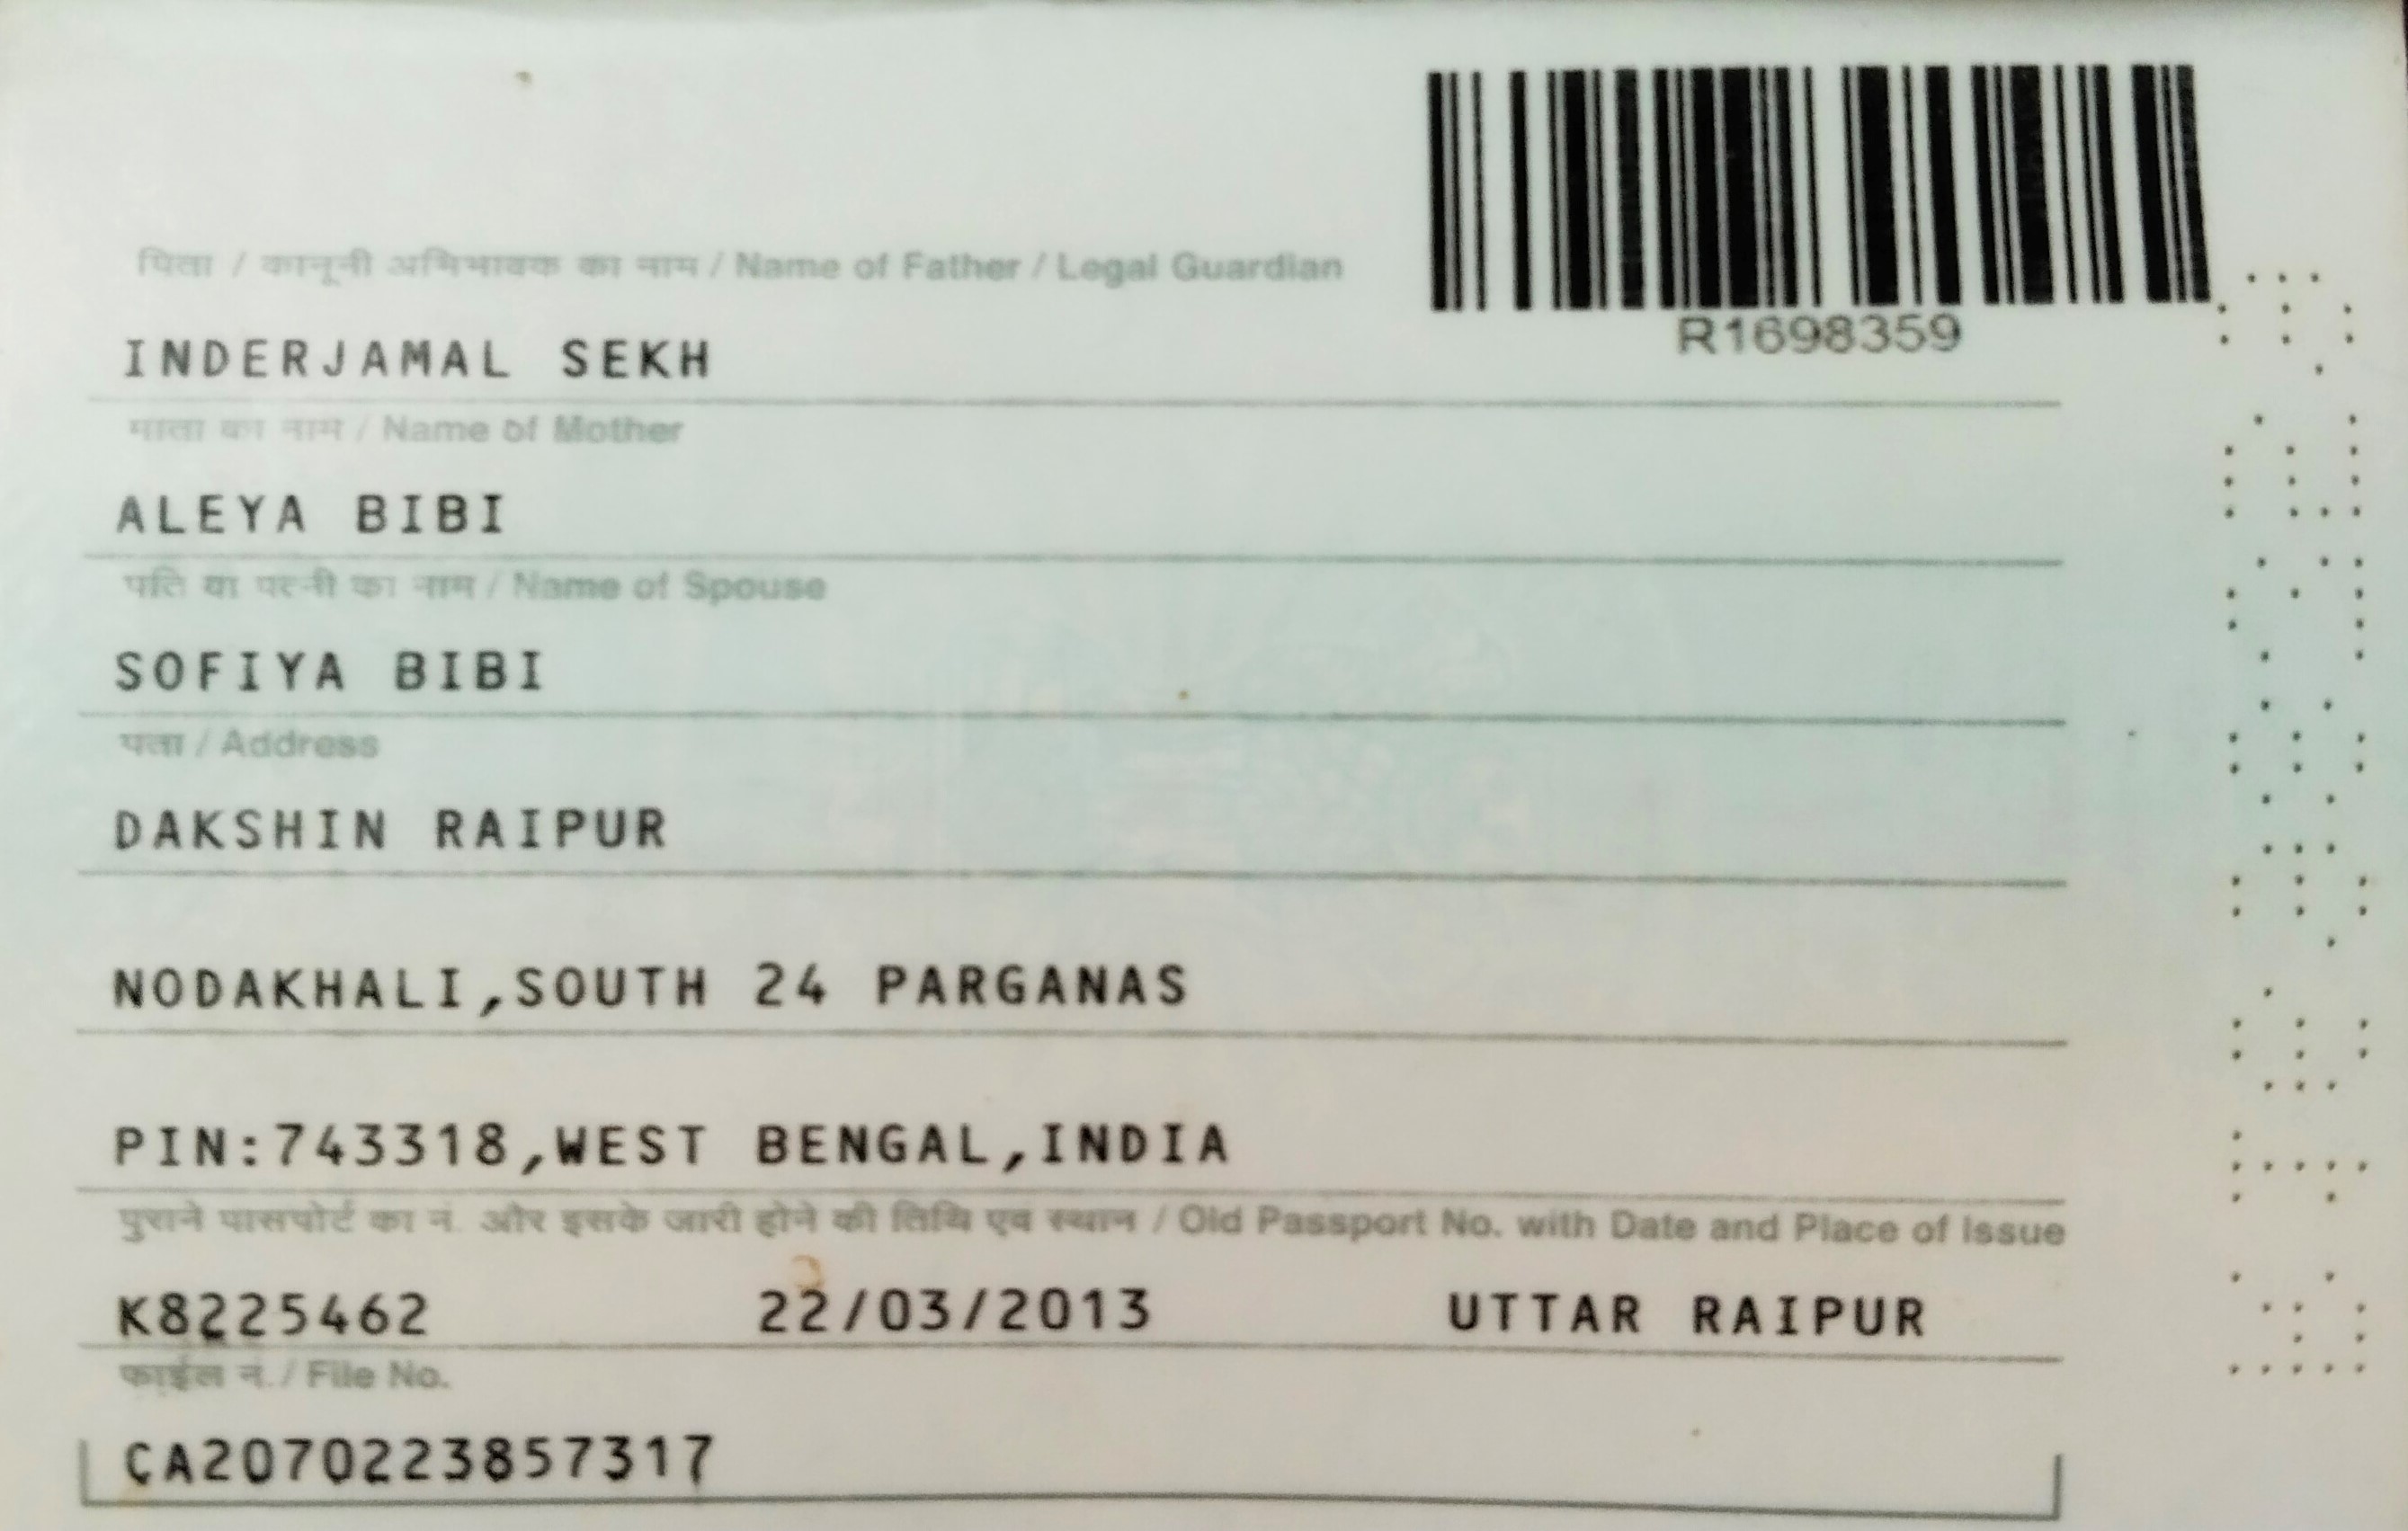 पिता / कानूनी अभिभावक का नाम / Name of Father / Legal Guardian
R1698359
INDERJAMAL SEKH
माता का नाम / Name of Mother
ALEYA BIBI
पति या पत्नी का नाम / Name of Spouse
SOFIYA BIBI
पता / Address
DAKSHIN RAIPUR
NODAKHALI,SOUTH 24 PARGANAS
PIN:743318,WEST BENGAL,INDIA
पुराने पासपोर्ट का नं. और इसके जारी होने की तिथि एवं स्थान / Old Passport No. with Date and Place of Issue
K8225462 22/03/2013 UTTAR RAIPUR
फाईल नं. / File No.
CA2070223857317